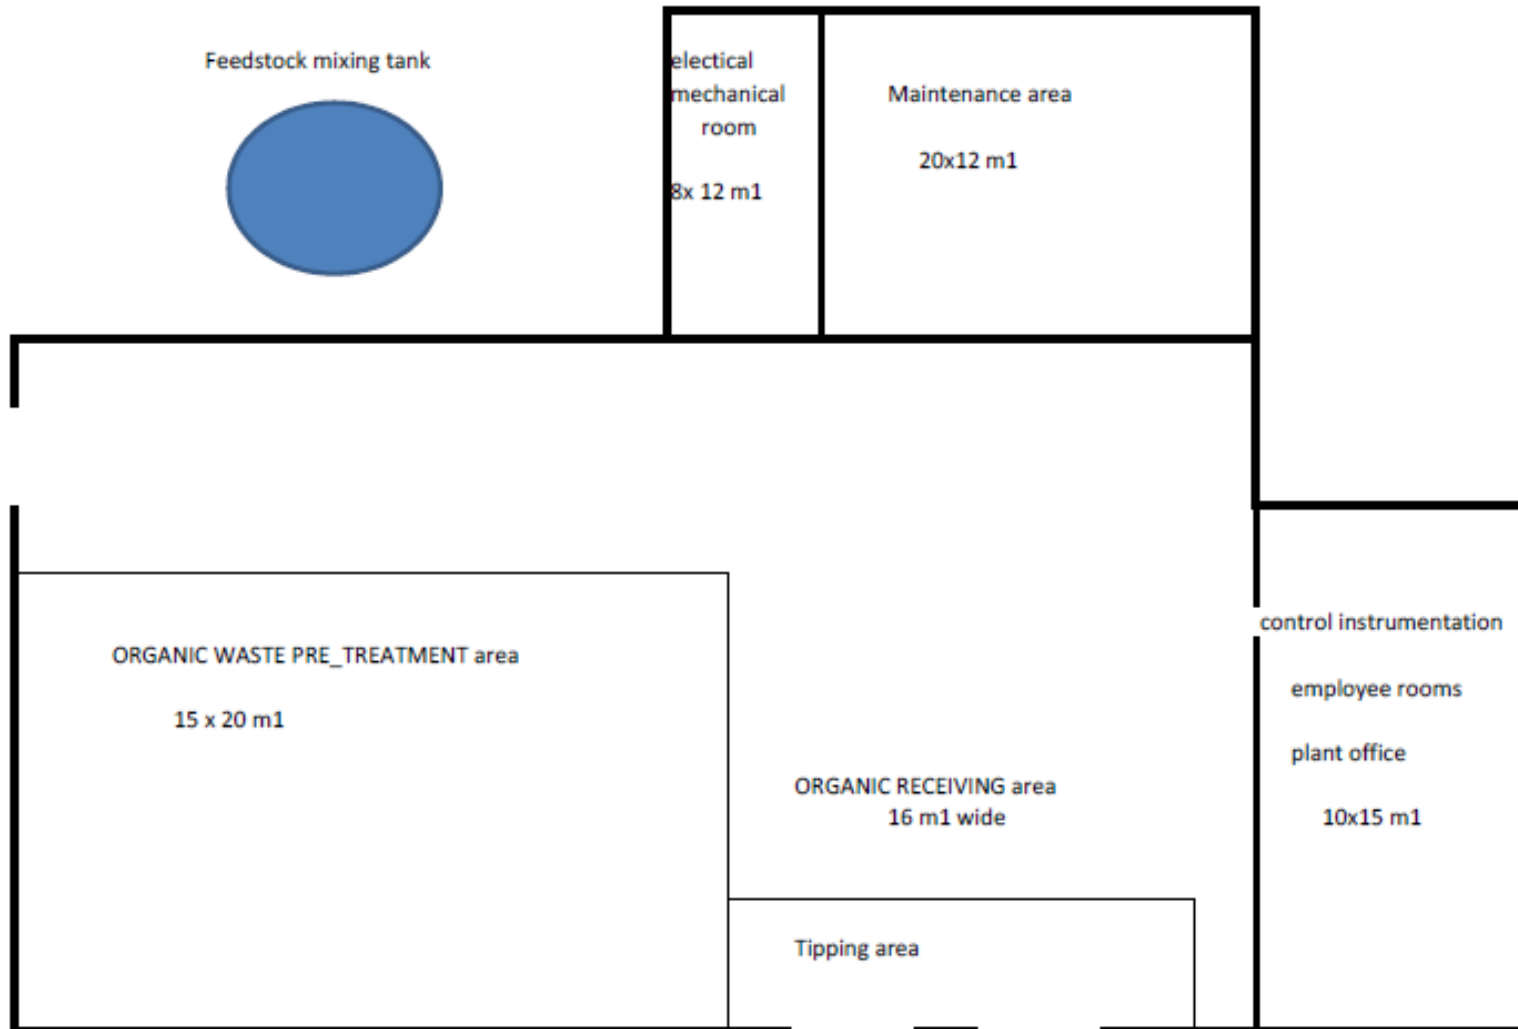 Feedstock mixing tank
electical
mechanical
room
8x 12 m1
Maintenance area
20x12 m1
ORGANIC WASTE PRE_TREATMENT area
15 x 20 m1
ORGANIC RECEIVING area
16 m1 wide
Tipping area
control instrumentation
employee rooms
plant office
10x15 m1